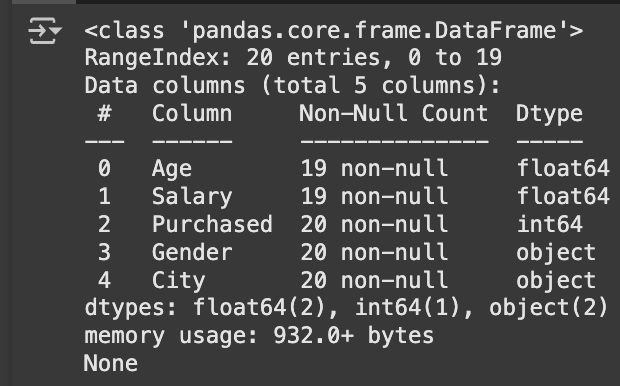 <class 'pandas.core.frame.DataFrame'>
RangeIndex: 20 entries, 0 to 19
Data columns (total 5 columns):
 #   Column     Non-Null Count  Dtype
---  ------     --------------  -----
 0   Age        19 non-null     float64
 1   Salary     19 non-null     float64
 2   Purchased  20 non-null     int64
 3   Gender     20 non-null     object
 4   City       20 non-null     object
dtypes: float64(2), int64(1), object(2)
memory usage: 932.0+ bytes
None